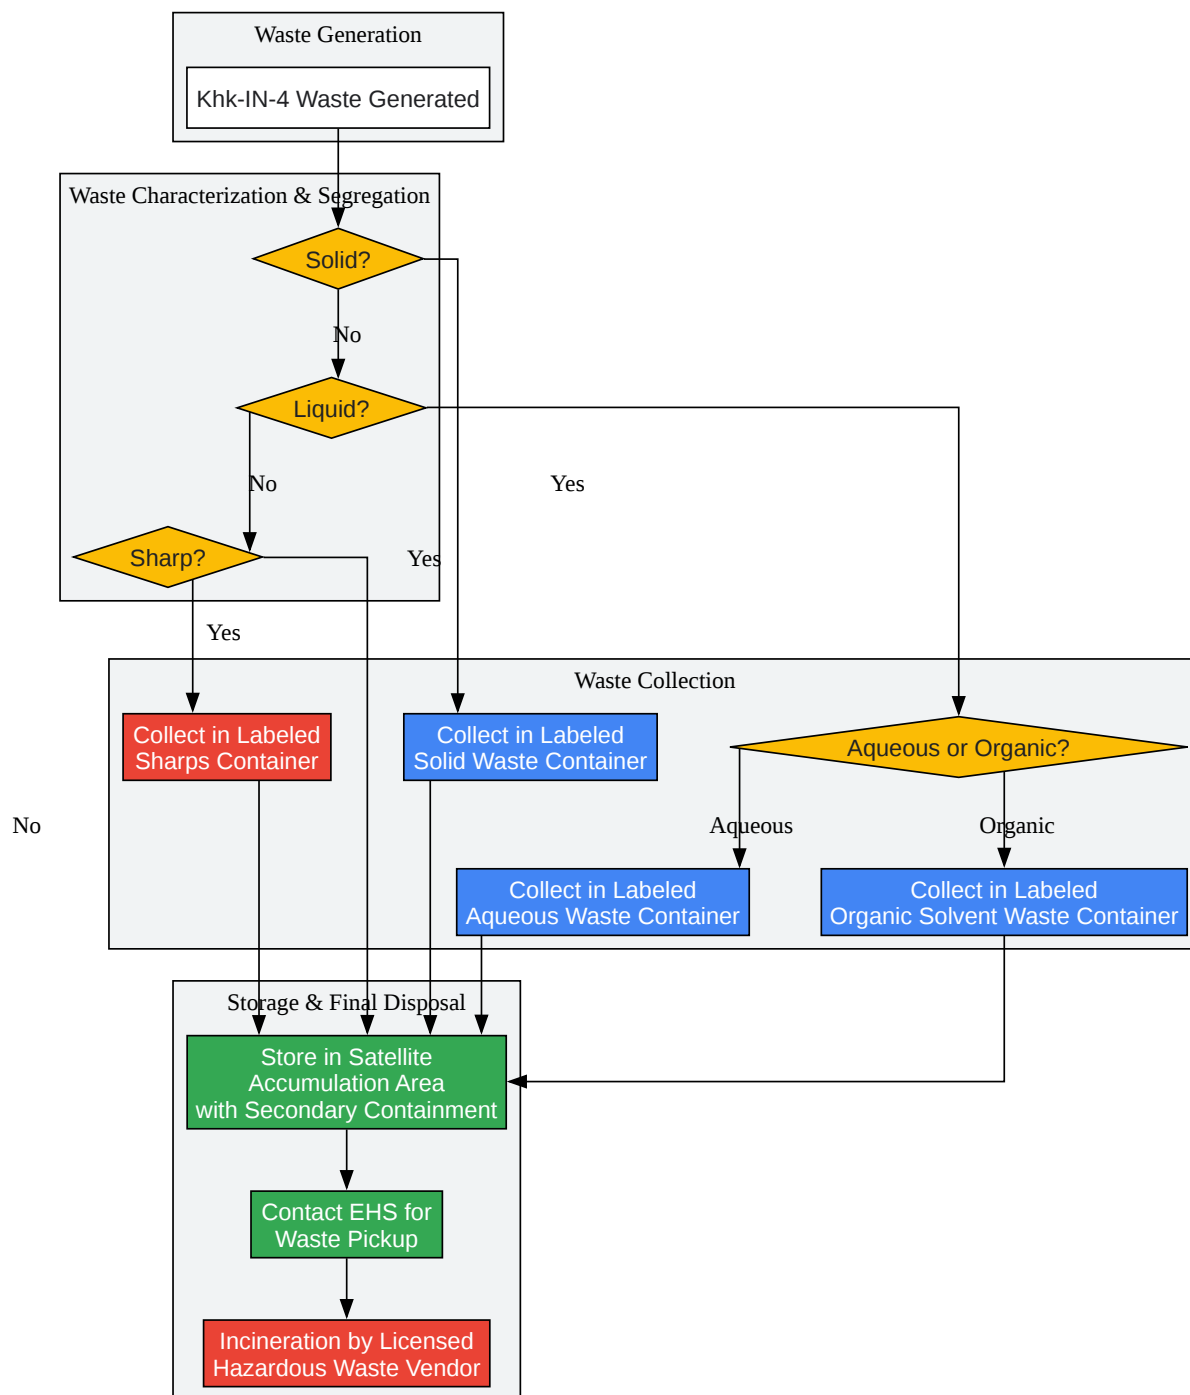 Waste Generation
Khk-IN-4 Waste Generated
Waste Characterization & Segregation
Solid?
No
Liquid?
No
Yes
Sharp?
Yes
Yes
Waste Collection
Collect in Labeled
Sharps Container
Collect in Labeled
Solid Waste Container
Aqueous or Organic?
No
Aqueous
Organic
Collect in Labeled
Aqueous Waste Container
Collect in Labeled
Organic Solvent Waste Container
Storage & Final Disposal
Store in Satellite
Accumulation Area
with Secondary Containment
Contact EHS for
Waste Pickup
Incineration by Licensed
Hazardous Waste Vendor